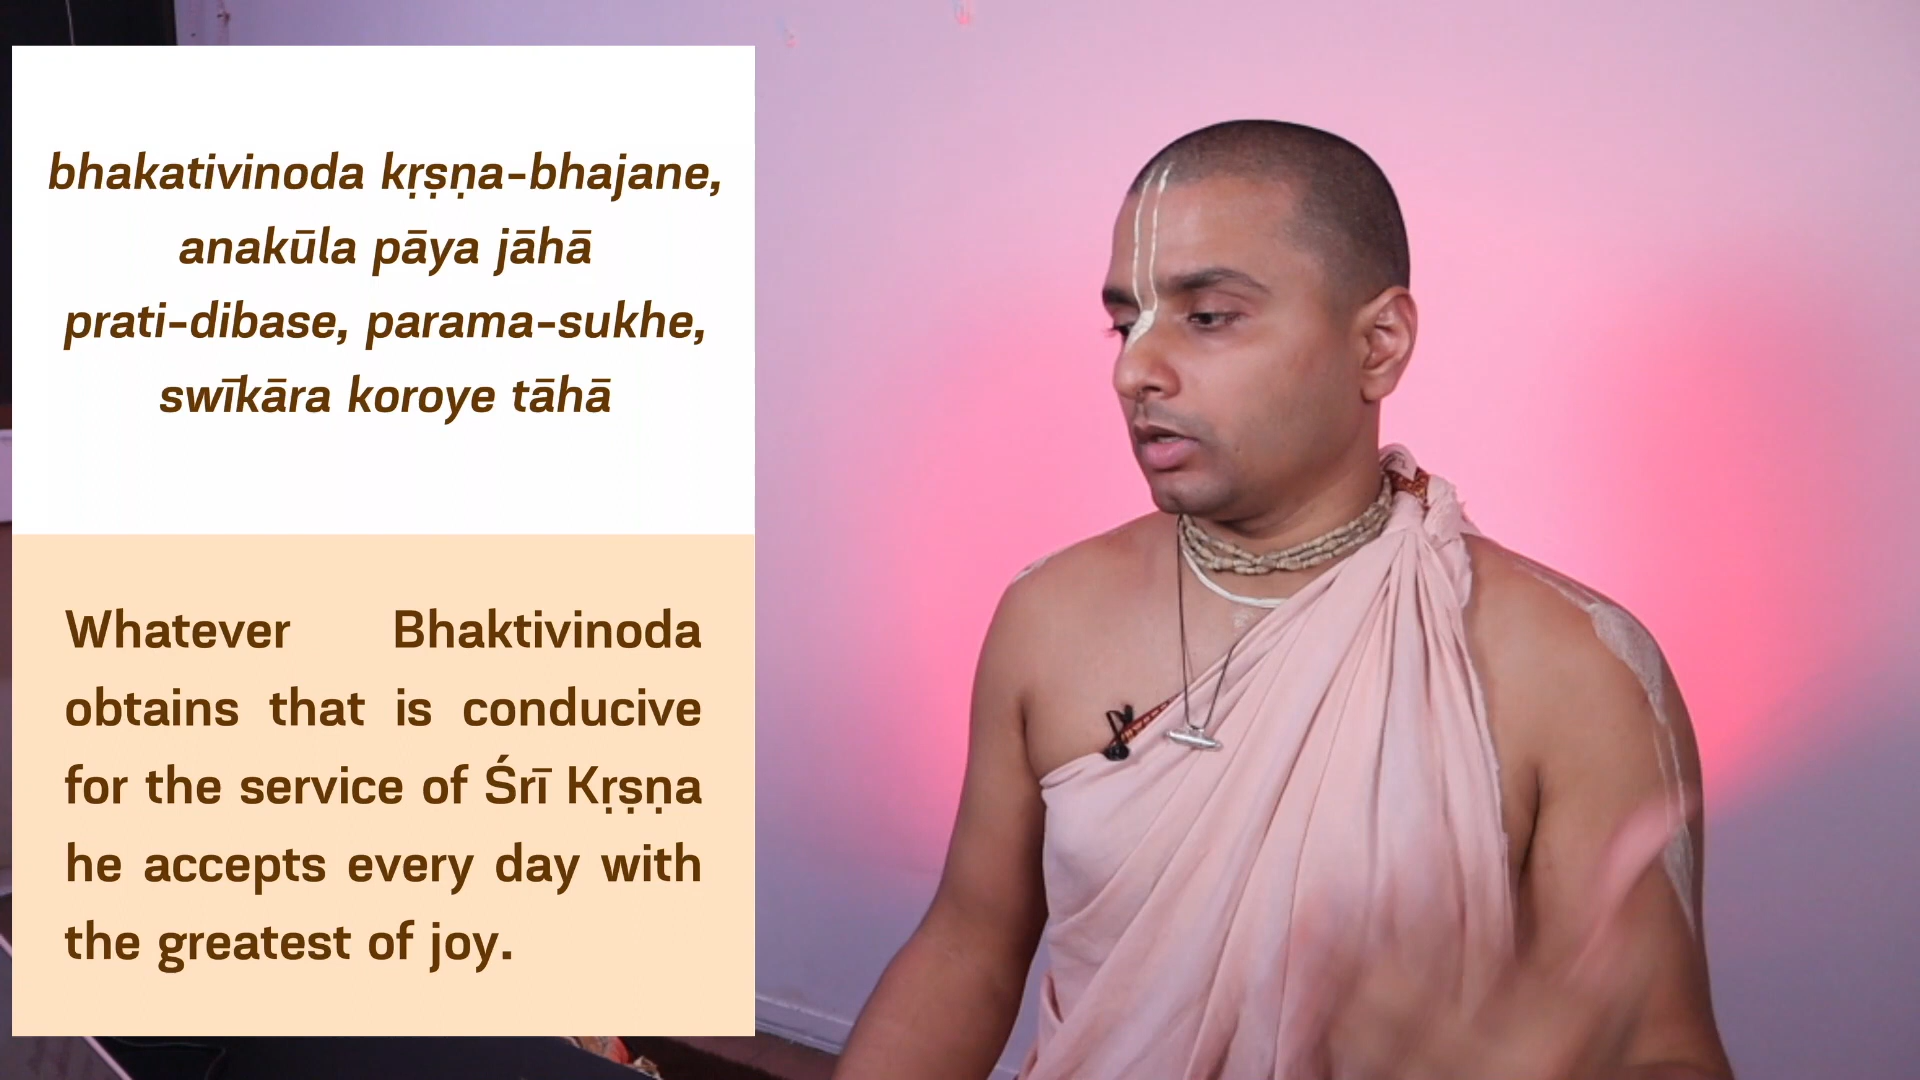 bhakativinoda kṛṣṇa-bhajane,
anakūla pāya jāhā
prati-dibase, parama-sukhe,
swīkāra koroye tāhā
Whatever Bhaktivinoda
obtains that is conducive
for the service of Śrī Kṛṣṇa
he accepts every day with
the greatest of joy.